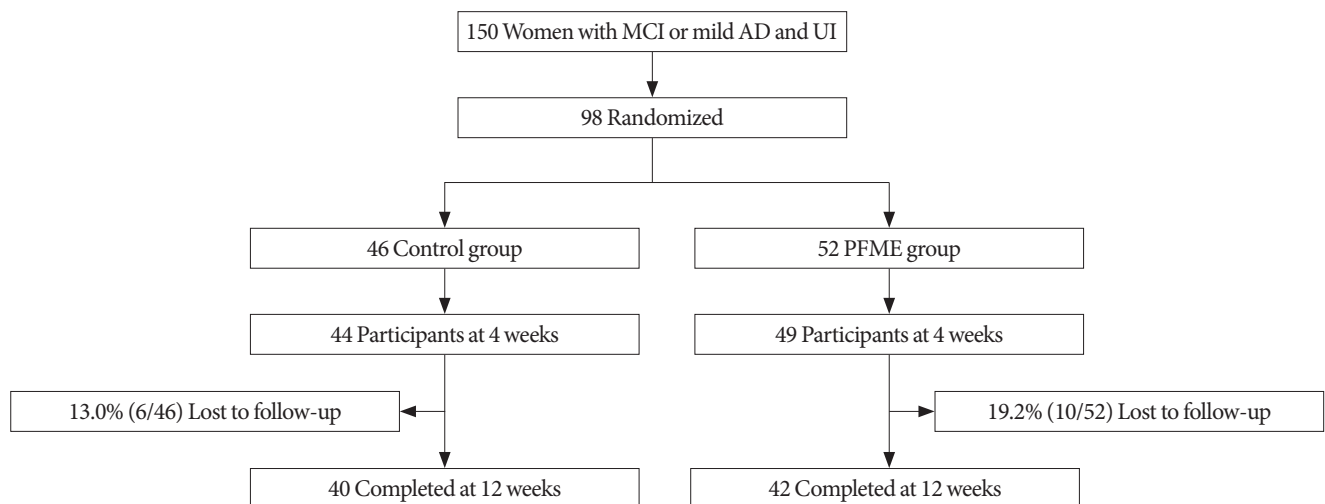 150 Women with MCI or mild AD and UI
98 Randomized
46 Control group
52 PFME group
44 Participants at 4 weeks
49 Participants at 4 weeks
13.0% (6/46) Lost to follow-up
19.2% (10/52) Lost to follow-up
40 Completed at 12 weeks
42 Completed at 12 weeks